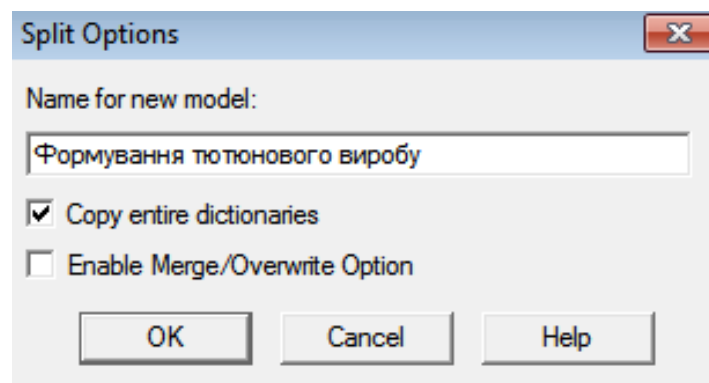 Split Options
Name for new model:
Формування тютюнового виробу
Copy entire dictionaries
Enable Merge/Overwrite Option
OK Cancel Help